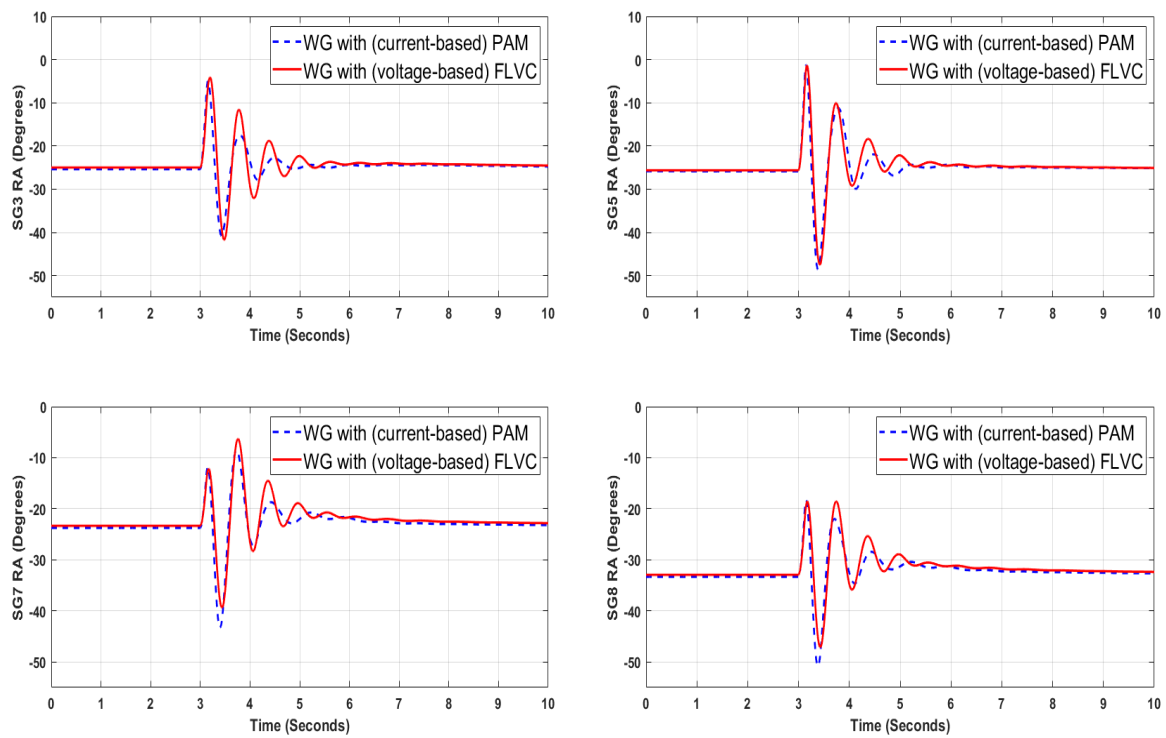 10
0
-10
-20
-30
-40
-50
SG3 RA (Degrees)
WG with (current-based) PAM
WG with (voltage-based) FLVC
0 1 2 3 4 5 6 7 8 9 10
Time (Seconds)
10
0
-10
-20
-30
-40
-50
SG5 RA (Degrees)
WG with (current-based) PAM
WG with (voltage-based) FLVC
0 1 2 3 4 5 6 7 8 9 10
Time (Seconds)
0
-10
-20
-30
-40
-50
SG7 RA (Degrees)
WG with (current-based) PAM
WG with (voltage-based) FLVC
0 1 2 3 4 5 6 7 8 9 10
Time (Seconds)
0
-10
-20
-30
-40
-50
SG8 RA (Degrees)
WG with (current-based) PAM
WG with (voltage-based) FLVC
0 1 2 3 4 5 6 7 8 9 10
Time (Seconds)